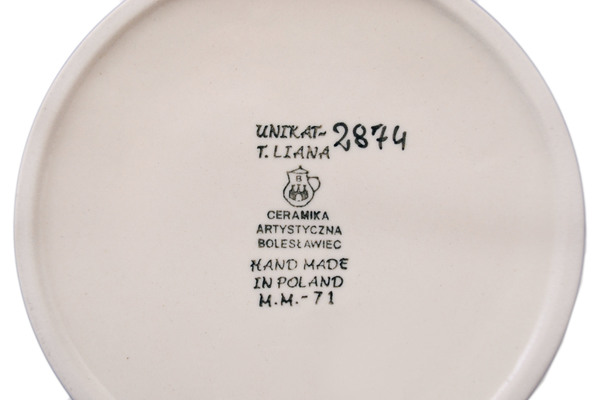 UNIKAT- 2874
T. LIANA
B
CERAMIKA
ARTYSTYCZNA
BOLESŁAWIEC
HAND MADE
IN POLAND
M.M.-71